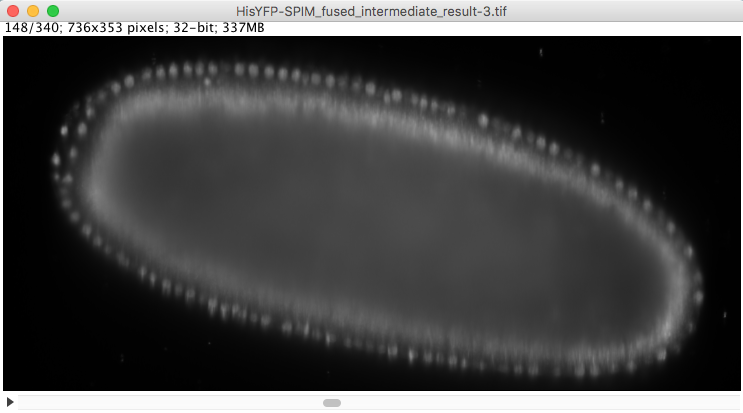 HisYFP-SPIM_fused_intermediate_result-3.tif
148/340; 736x353 pixels; 32-bit; 337MB